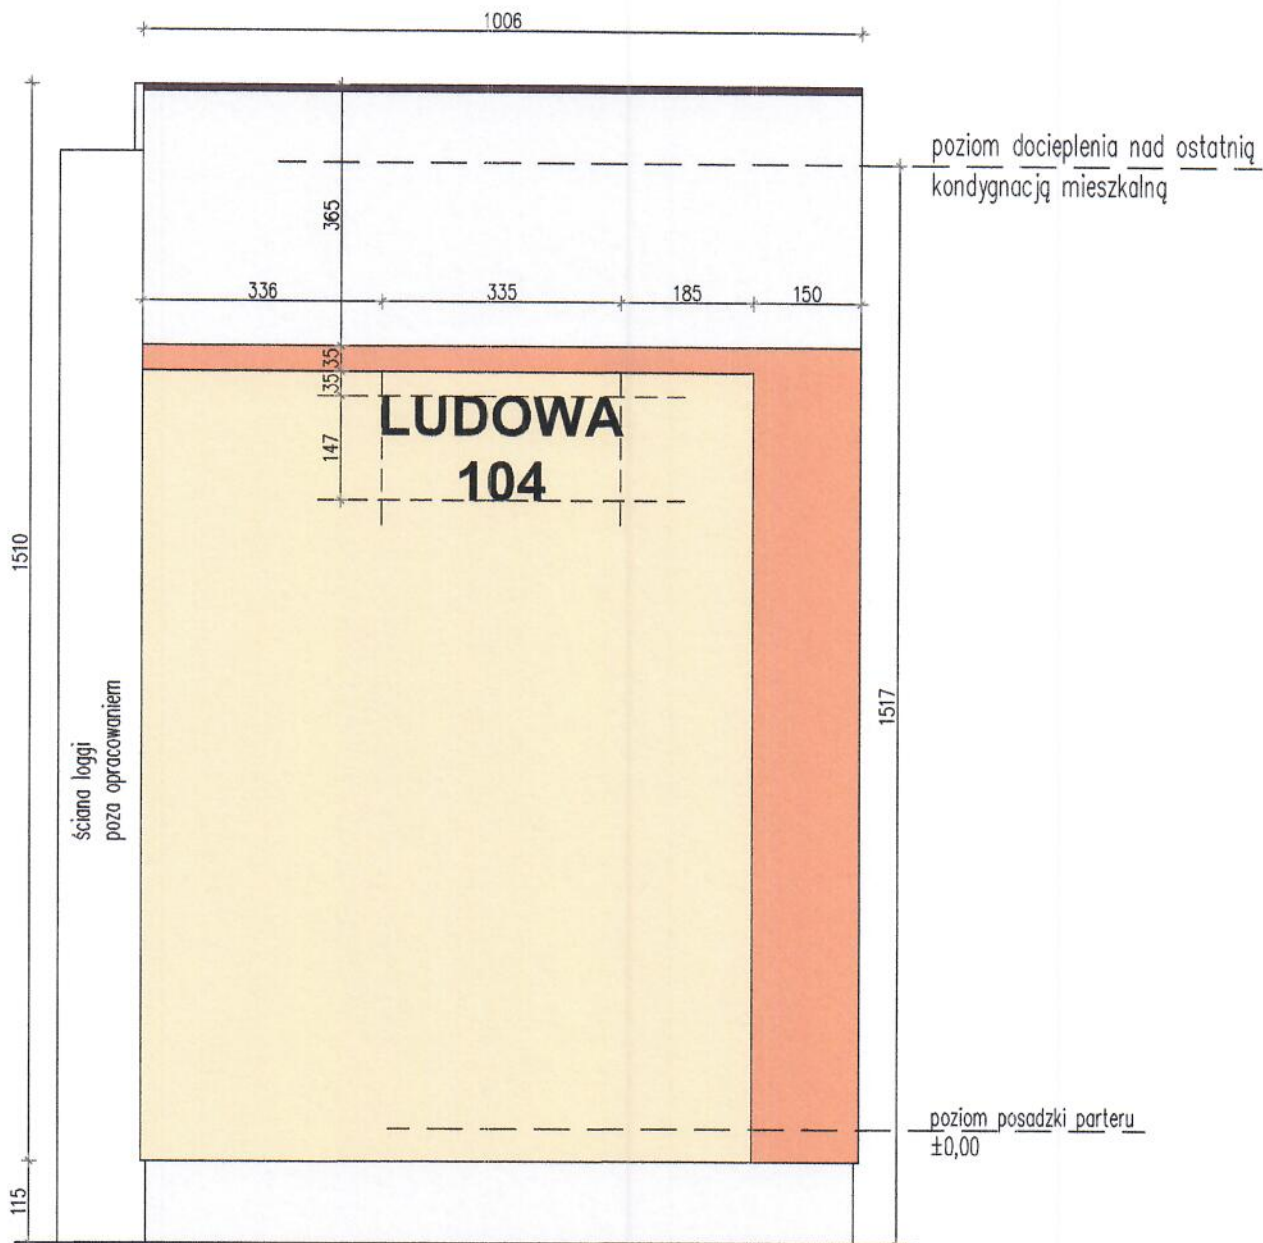 1006
poziom docieplenia nad ostatnią
kondygnacją mieszkalną
365
336
335
185
150
35
35
LUDOWA
147
104
1510
1517
ściana loggi
poza opracowaniem
poziom posadzki parteru
±0,00
115